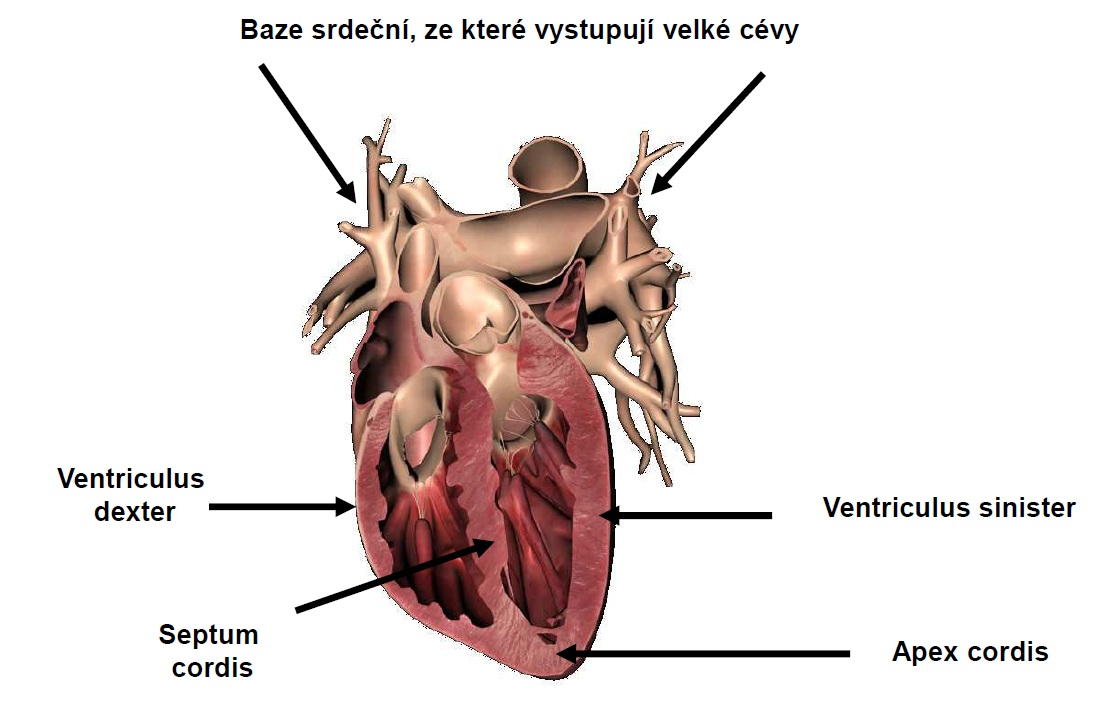 Baze srdeční, ze které vystupují velké cévy
Ventriculus
dexter
Ventriculus sinister
Septum
cordis
Apex cordis